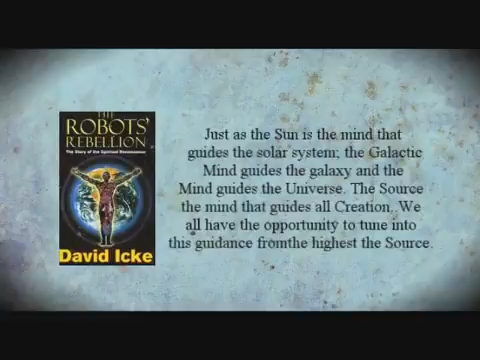 THE
ROBOTS'
REBELLION
The Story of the Spiritual Renaissance
David Icke
Just as the Sun is the mind that
guides the solar system; the Galactic
Mind guides the galaxy and the
Mind guides the Universe. The Source
the mind that guides all Creation. We
all have the opportunity to tune into
this guidance fromthe highest the Source.